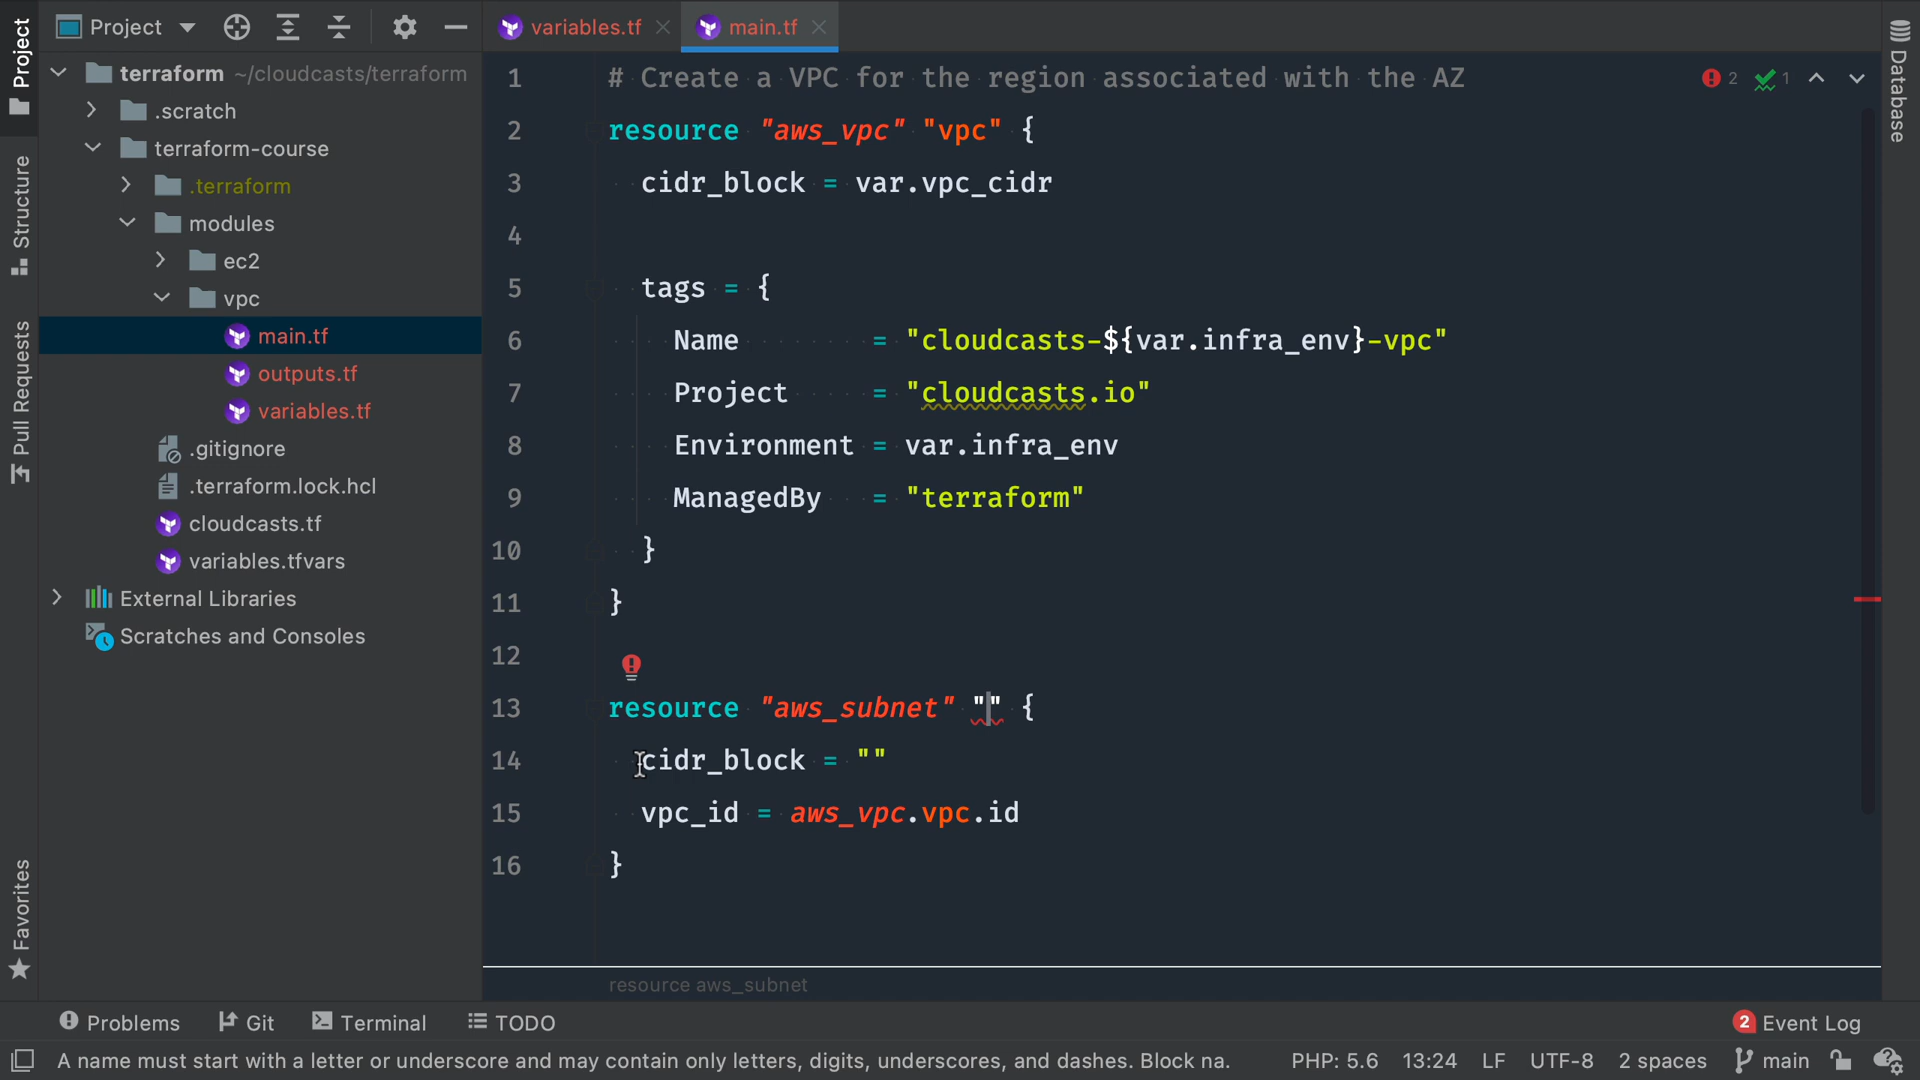 Project
variables.tf
main.tf
terraform ~/cloudcasts/terraform
.scratch
terraform-course
.terraform
modules
ec2
vpc
main.tf
outputs.tf
variables.tf
.gitignore
.terraform.lock.hcl
cloudcasts.tf
variables.tfvars
External Libraries
Scratches and Consoles
Project
Structure
Pull Requests
Favorites
1 # Create a VPC for the region associated with the AZ
2 resource "aws_vpc" "vpc" {
3 cidr_block = var.vpc_cidr
4
5 tags = {
6 Name = "cloudcasts-${var.infra_env}-vpc"
7 Project = "cloudcasts.io"
8 Environment = var.infra_env
9 ManagedBy = "terraform"
10 }
11 }
12
13 resource "aws_subnet" "" {
14 cidr_block = ""
15 vpc_id = aws_vpc.vpc.id
16 }
2 1
Database
resource aws_subnet
Problems Git Terminal TODO 2 Event Log
A name must start with a letter or underscore and may contain only letters, digits, underscores, and dashes. Block na. PHP: 5.6 13:24 LF UTF-8 2 spaces main